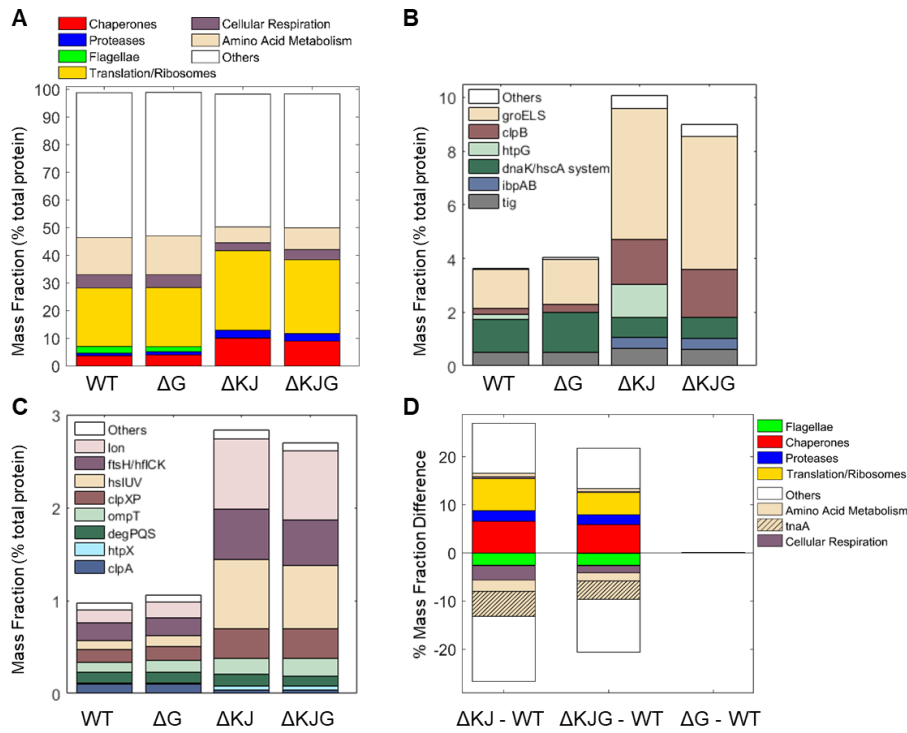 A
Chaperones
Proteases
Flagellae
Translation/Ribosomes
Cellular Respiration
Amino Acid Metabolism
Others
Mass Fraction (% total protein)
100
90
80
70
60
50
40
30
20
10
0
WT
ΔG
ΔKJ
ΔKJG
B
Mass Fraction (% total protein)
10
8
6
4
2
0
Others
groELS
clpB
htpG
dnaK/hscA system
ibpAB
tig
WT
ΔG
ΔKJ
ΔKJG
C
Mass Fraction (% total protein)
3
2
1
0
Others
lon
ftsH/hflCK
hslUV
clpXP
ompT
degPQS
htpX
clpA
WT
ΔG
ΔKJ
ΔKJG
D
% Mass Fraction Difference
20
10
0
-10
-20
Flagellae
Chaperones
Proteases
Translation/Ribosomes
Others
Amino Acid Metabolism
tnaA
Cellular Respiration
ΔKJ - WT
ΔKJG - WT
ΔG - WT